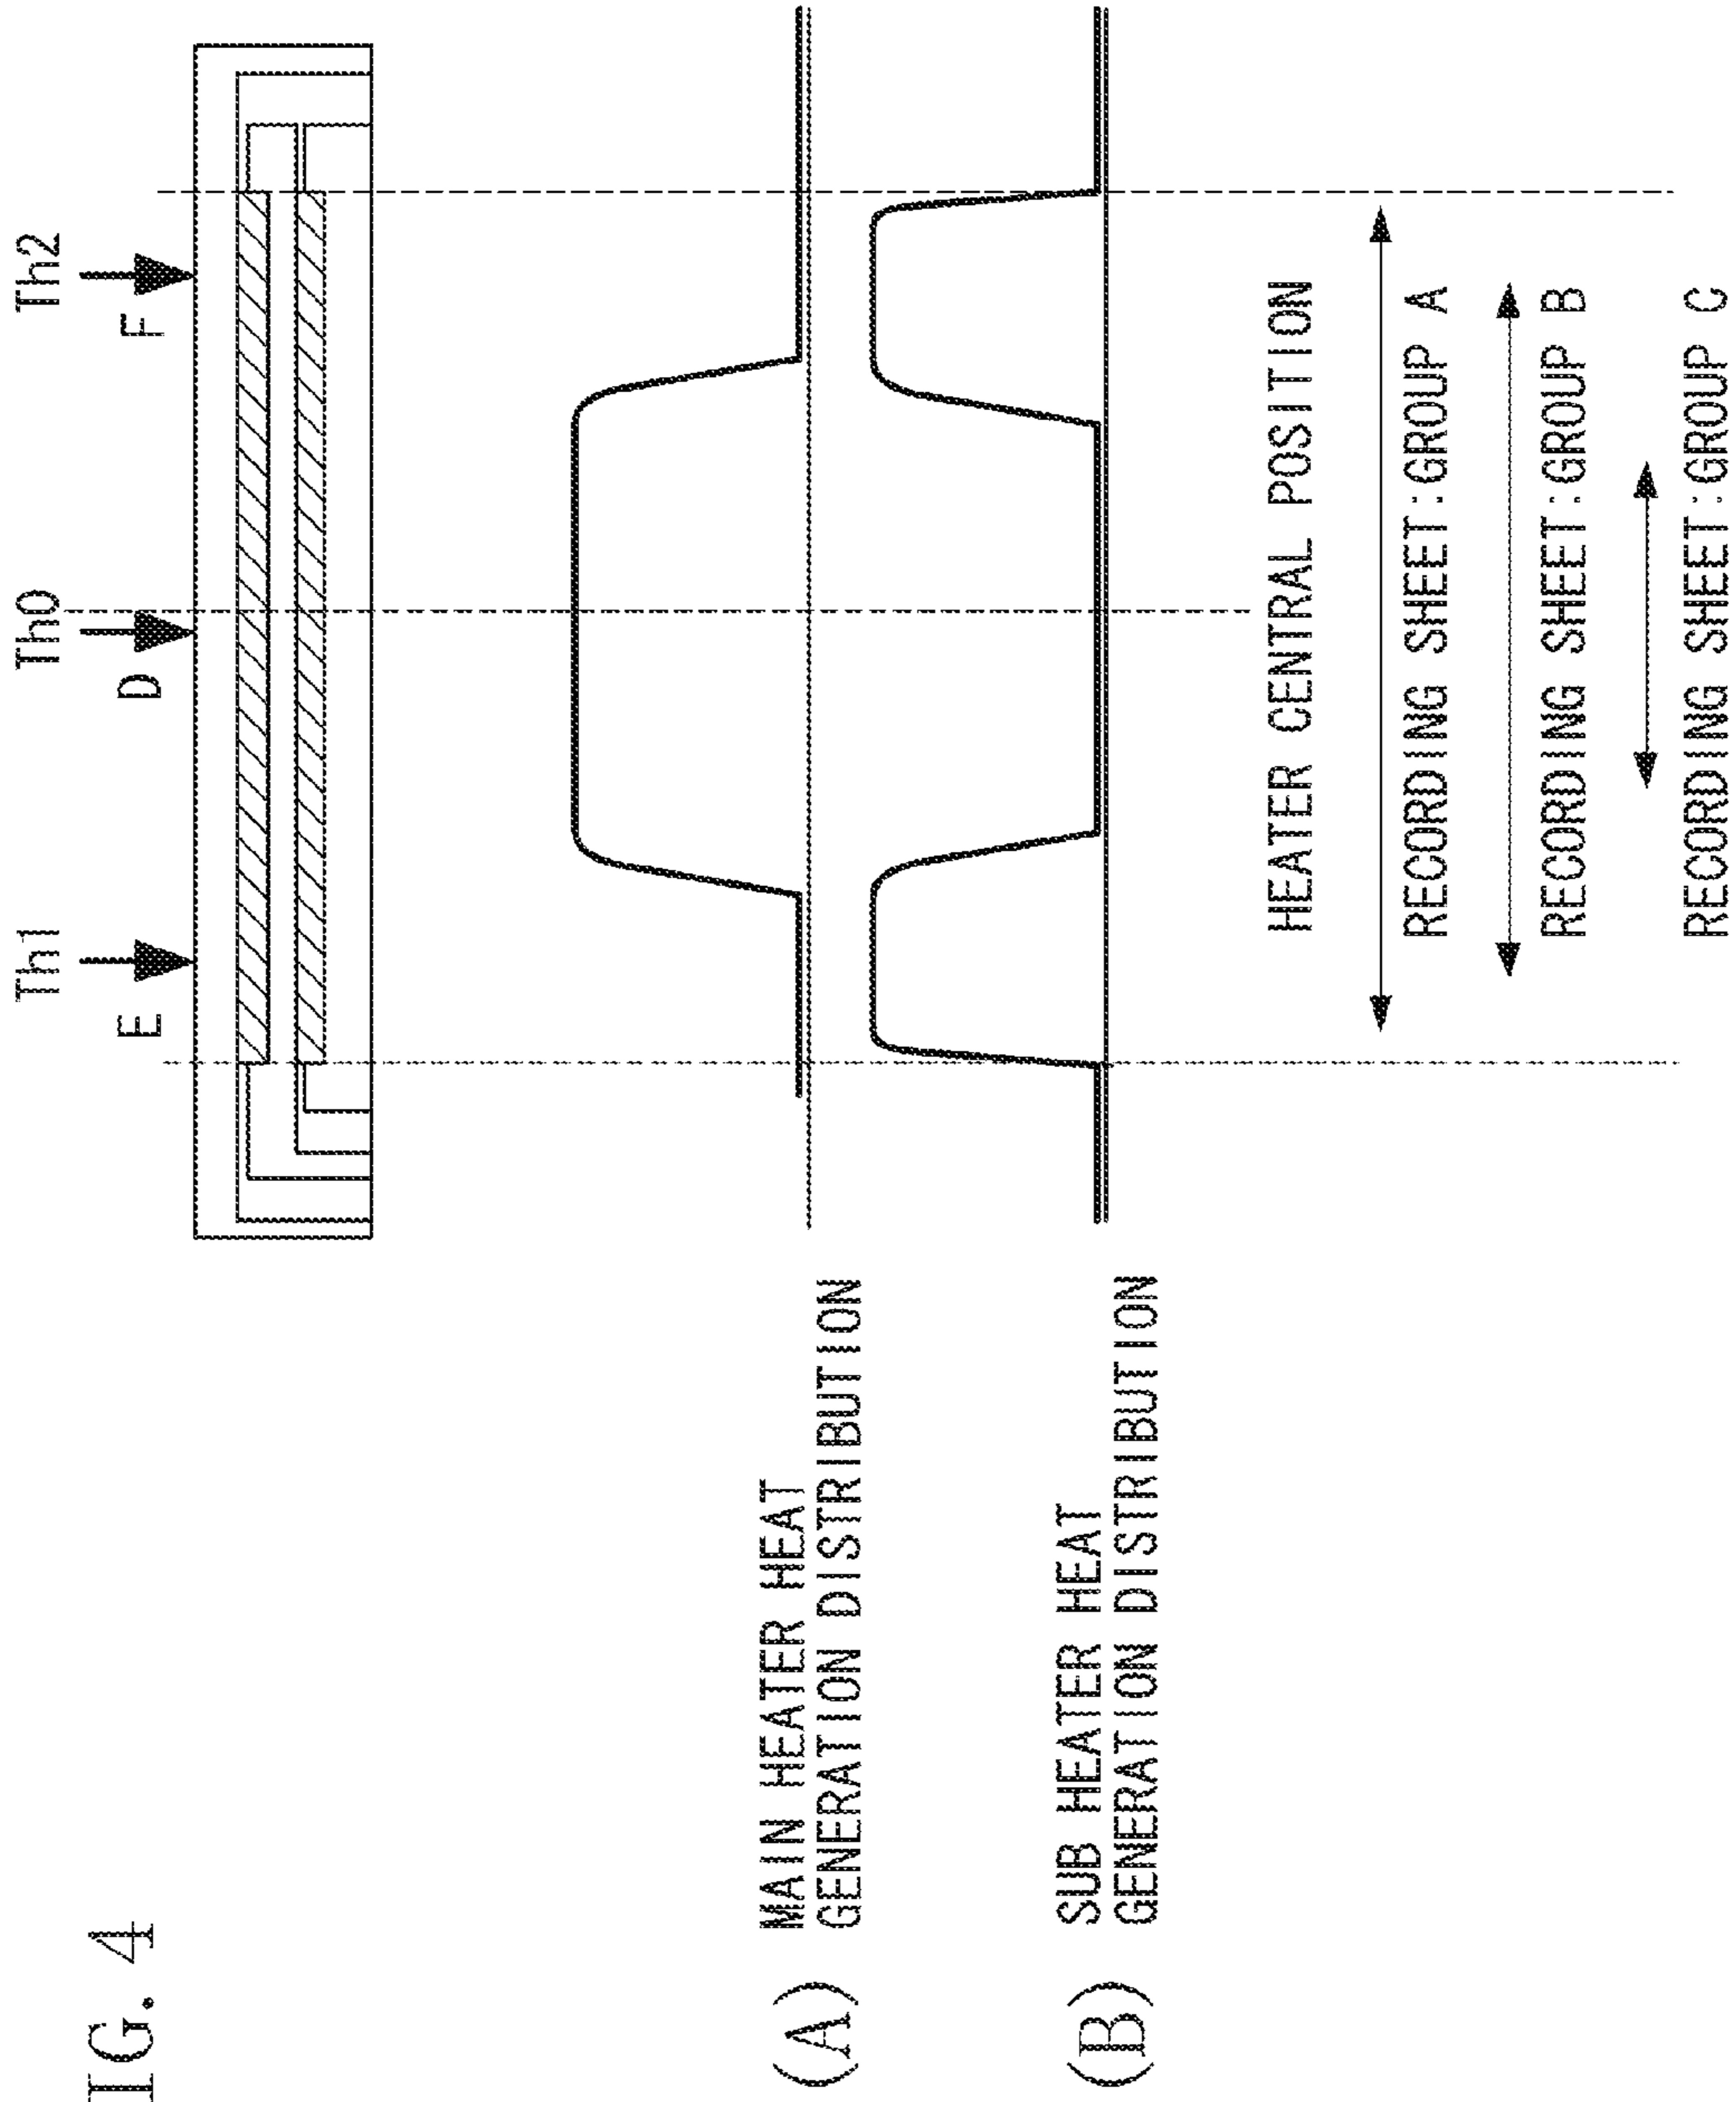 IG. 4
Th1
Th0
Th2
E
D
F
(A) MAIN HEATER HEAT
GENERATION DISTRIBUTION
(B) SUB HEATER HEAT
GENERATION DISTRIBUTION
HEATER CENTRAL POSITION
RECORDING SHEET:GROUP A
RECORDING SHEET:GROUP B
RECORDING SHEET:GROUP C